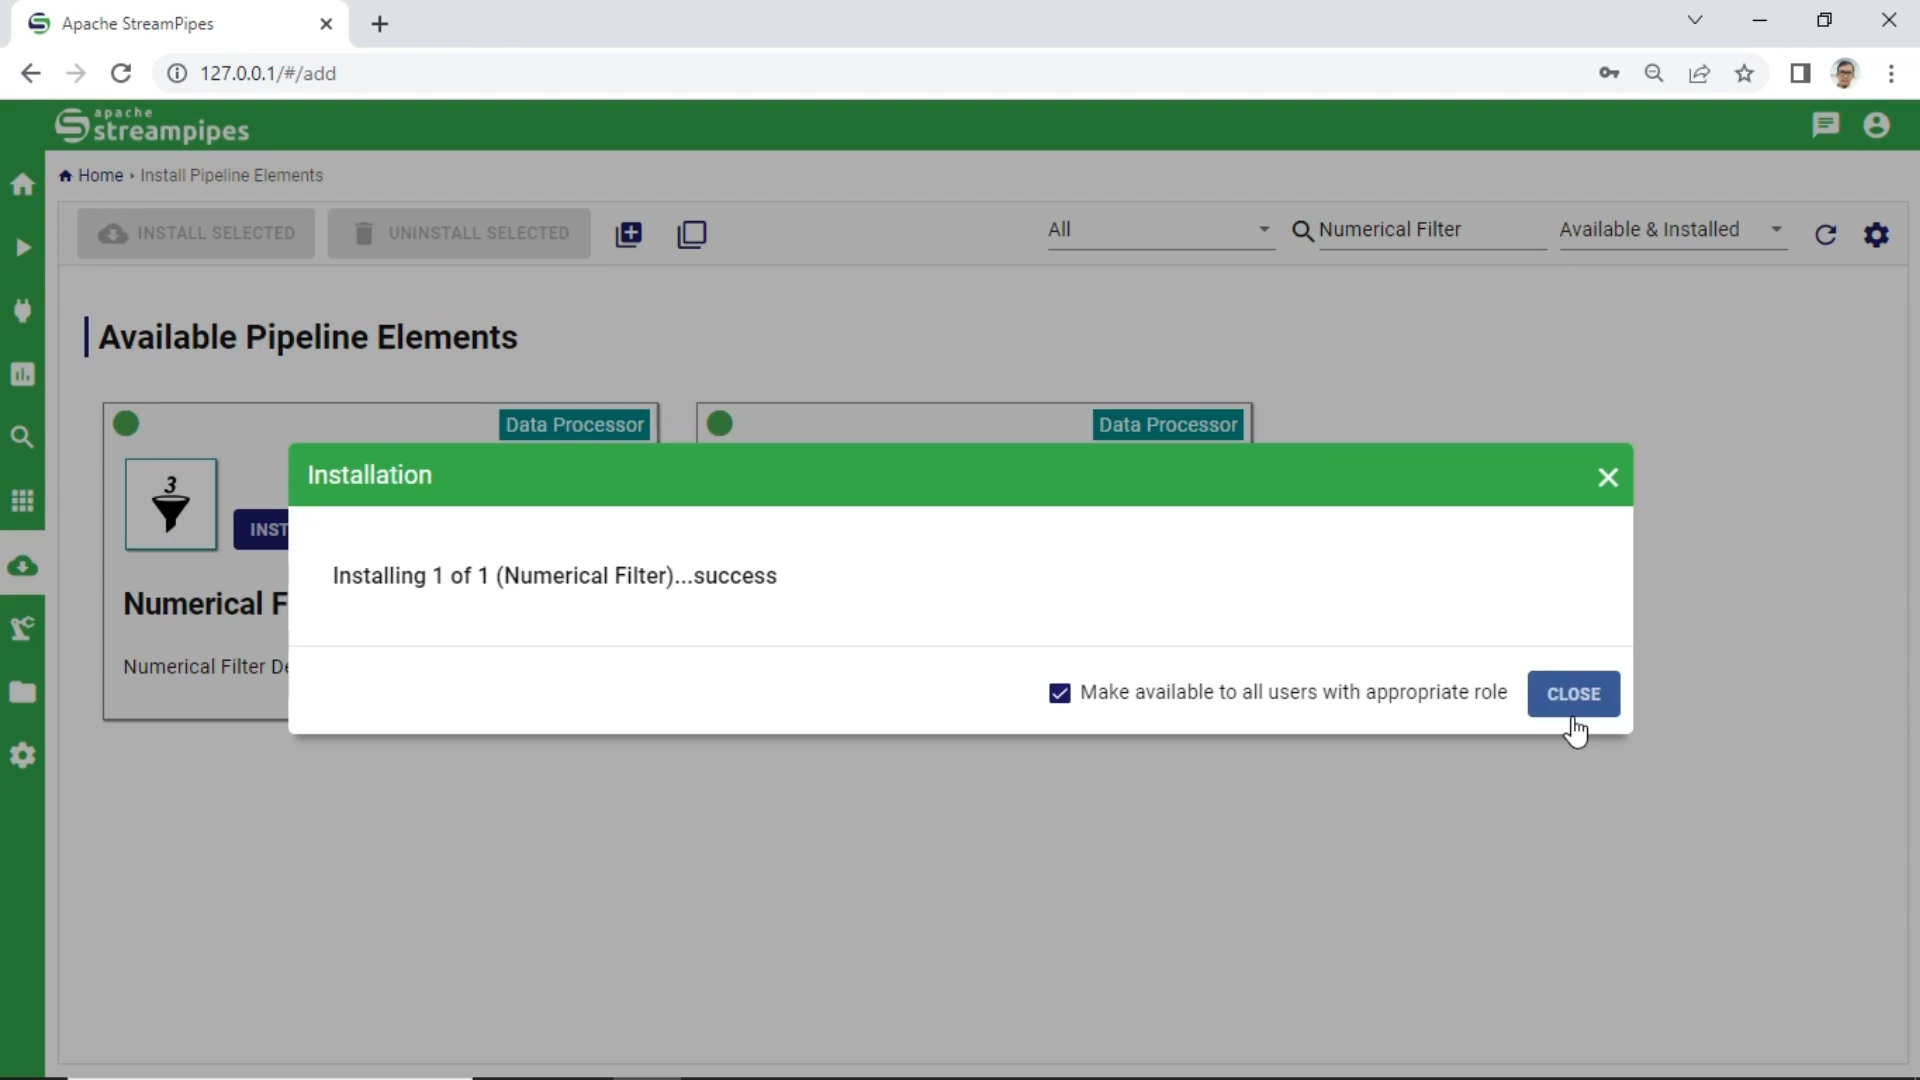 Apache StreamPipes
127.0.0.1/#/add
apache
streampipes
Home › Install Pipeline Elements
INSTALL SELECTED
UNINSTALL SELECTED
All
Numerical Filter
Available & Installed
Available Pipeline Elements
Data Processor
Data Processor
Installation
3
INST
Installing 1 of 1 (Numerical Filter)...success
Numerical F
Numerical Filter De
Make available to all users with appropriate role
CLOSE